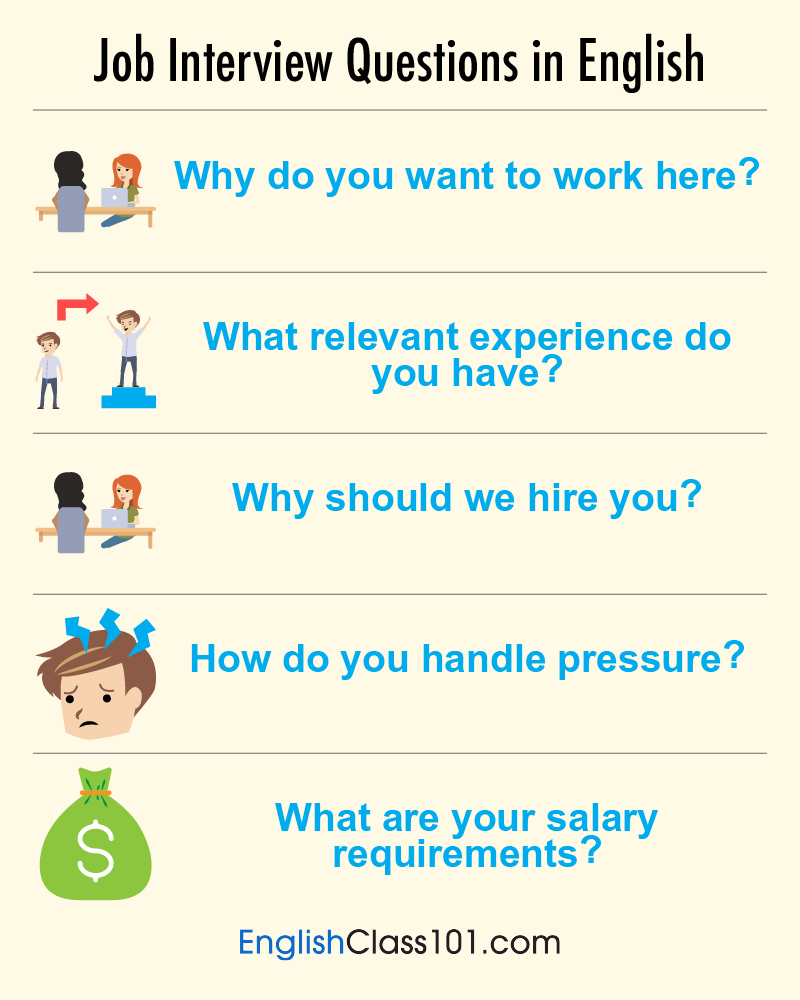 Job Interview Questions in English
Why do you want to work here?
What relevant experience do
you have?
Why should we hire you?
How do you handle pressure?
$
What are your salary
requirements?
EnglishClass101.com